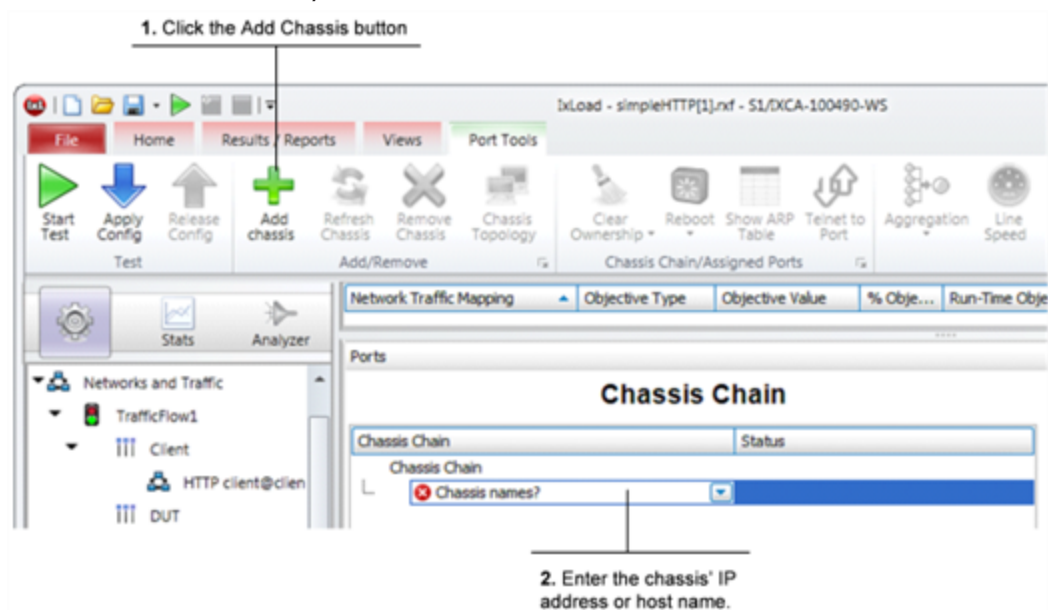 1. Click the Add Chassis button
IxLoad - simpleHTTP[1].rxf - S1/IXCA-100490-WS
File Home Results / Reports Views Port Tools
Start Test Apply Config Release Config Add chassis Refresh Chassis Remove Chassis Chassis Topology Clear Ownership Reboot Show ARP Table Telnet to Port Aggregation Line Speed
Test Add/Remove Chassis Chain/Assigned Ports
Network Traffic Mapping Objective Type Objective Value % Obje... Run-Time Obje
Stats Analyzer
Ports
Networks and Traffic
Chassis Chain
TrafficFlow1
Chassis Chain Status
Client
Chassis Chain
HTTP client@clien
Chassis names?
DUT
2. Enter the chassis' IP
address or host name.